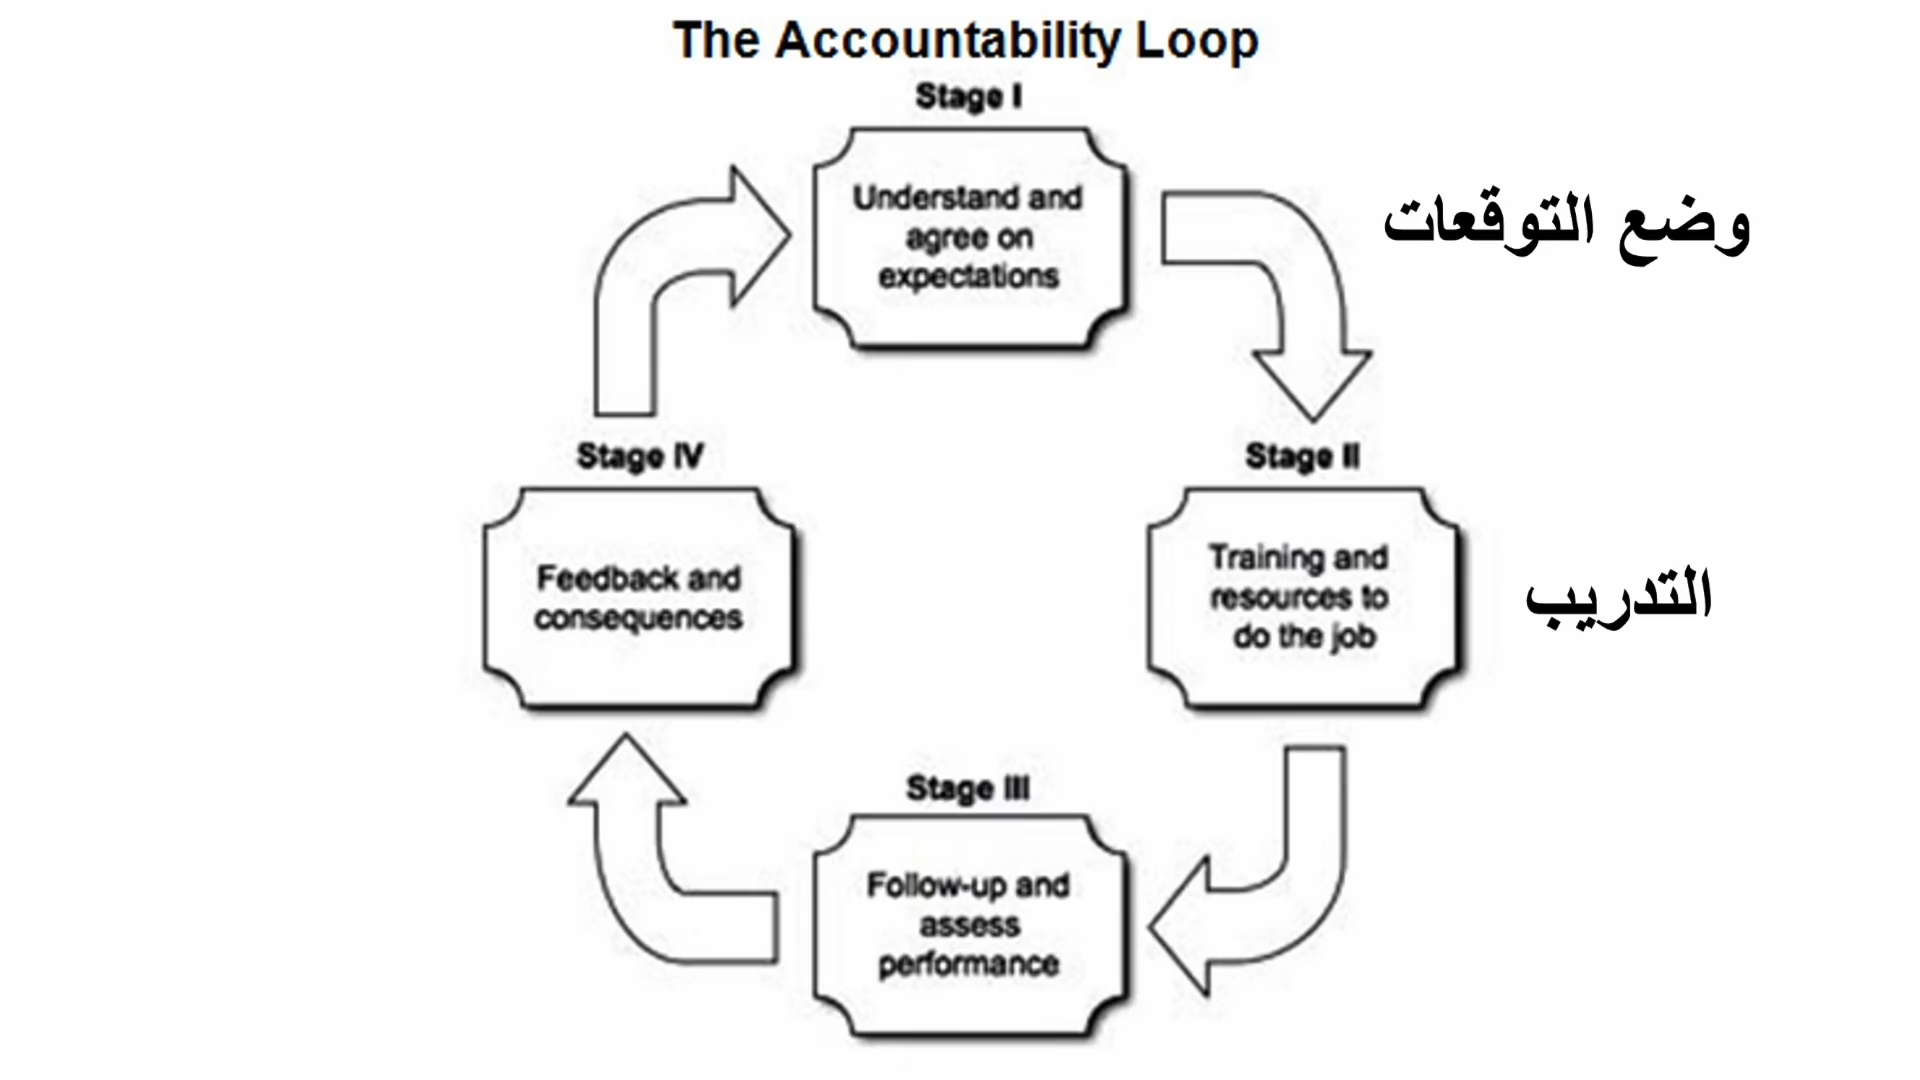 The Accountability Loop
Stage I
Understand and
agree on
expectations
وضع التوقعات
Stage IV
Stage II
Feedback and
consequences
Training and
resources to
do the job
التدريب
Stage III
Follow-up and
assess
performance